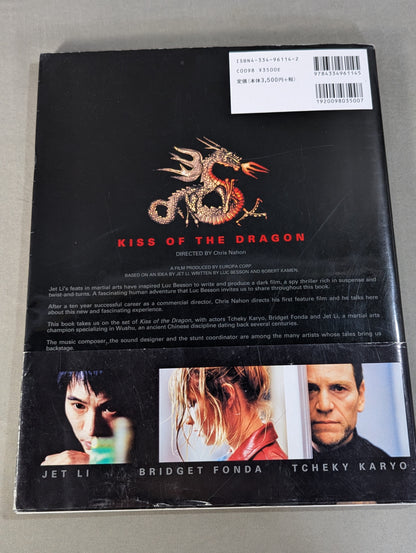 ISBN4-334-96114-2
C0098 ¥3500E
定価(本体3,500円+税)
9784334961145
1920098035007
KISS OF THE DRAGON
DIRECTED BY Chris Nahon
A FILM PRODUCED BY EUROPA CORP
BASED ON AN IDEA BY JET LI WRITTEN BY LUC BESSON AND ROBERT KAMEN.
Jet Li's feats in martial arts have inspired Luc Besson to write and produce a dark film, a spy thriller rich in suspense and
twist-and-turns. A fascinating human adventure that Luc Besson invites us to share throughout this book.
After a ten year successful career as a commercial director, Chris Nahon directs his first feature film and he talks here
about this new and fascinating experience.
This book takes us on the set of Kiss of the Dragon, with actors Tcheky Karyo, Bridget Fonda and Jet Li, a martial arts
champion specializing in Wushu, an ancient Chinese discipline dating back several centuries.
The music composer, the sound designer and the stunt coordinator are among the many artists whose tales bring us
backstage.
JET LI BRIDGET FONDA TCHEKY KARYO